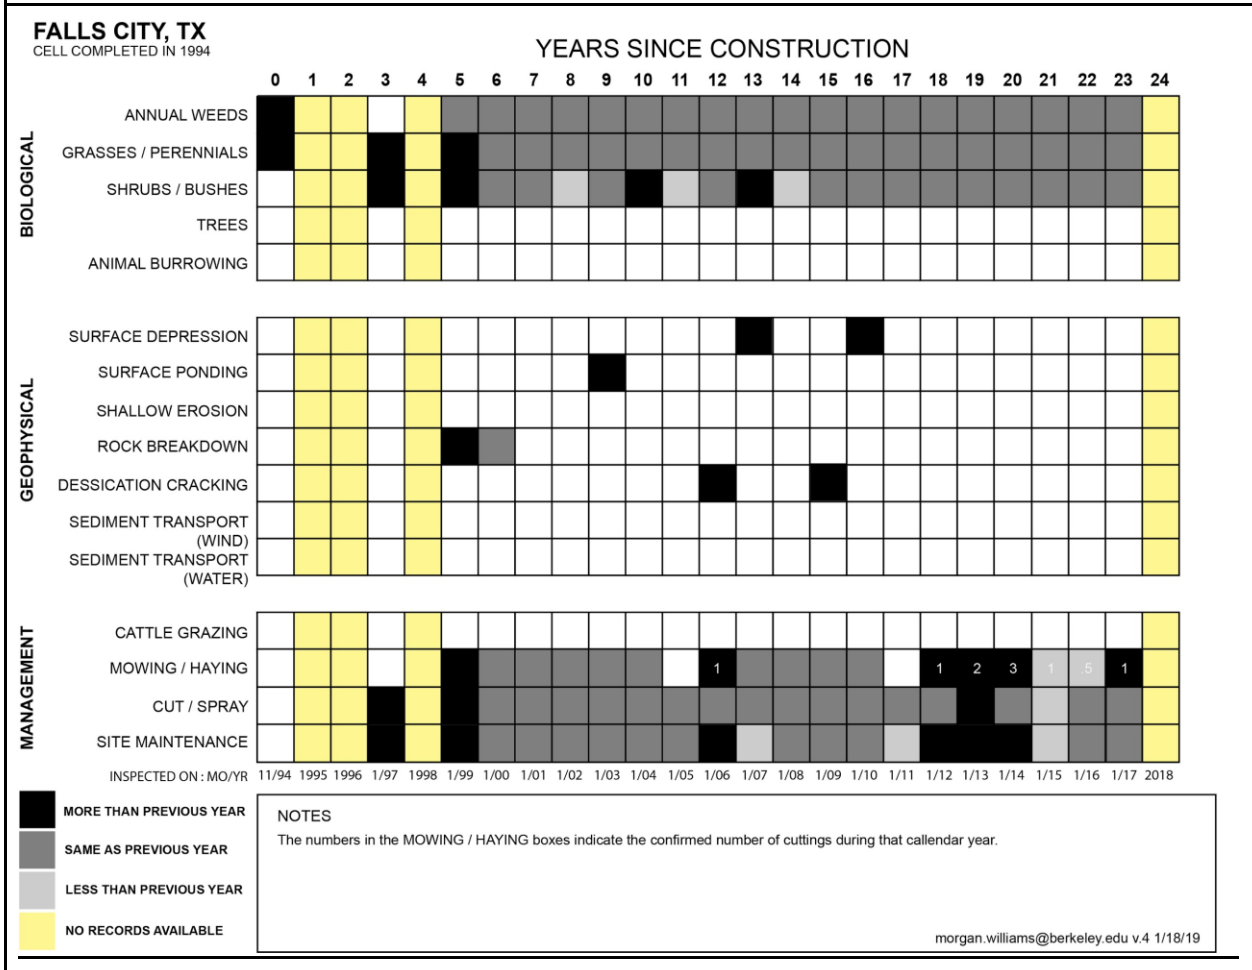 FALLS CITY, TX
CELL COMPLETED IN 1994
YEARS SINCE CONSTRUCTION
0 1 2 3 4 5 6 7 8 9 10 11 12 13 14 15 16 17 18 19 20 21 22 23 24
BIOLOGICAL
ANNUAL WEEDS
GRASSES / PERENNIALS
SHRUBS / BUSHES
TREES
ANIMAL BURROWING
GEOPHYSICAL
SURFACE DEPRESSION
SURFACE PONDING
SHALLOW EROSION
ROCK BREAKDOWN
DESSICATION CRACKING
SEDIMENT TRANSPORT
(WIND)
SEDIMENT TRANSPORT
(WATER)
MANAGEMENT
CATTLE GRAZING
MOWING / HAYING 1 1 2 3 1 .5 1
CUT / SPRAY
SITE MAINTENANCE
INSPECTED ON : MO/YR 11/94 1995 1996 1/97 1998 1/99 1/00 1/01 1/02 1/03 1/04 1/05 1/06 1/07 1/08 1/09 1/10 1/11 1/12 1/13 1/14 1/15 1/16 1/17 2018
MORE THAN PREVIOUS YEAR
SAME AS PREVIOUS YEAR
LESS THAN PREVIOUS YEAR
NO RECORDS AVAILABLE
NOTES
The numbers in the MOWING / HAYING boxes indicate the confirmed number of cuttings during that callendar year.
morgan.williams@berkeley.edu v.4 1/18/19